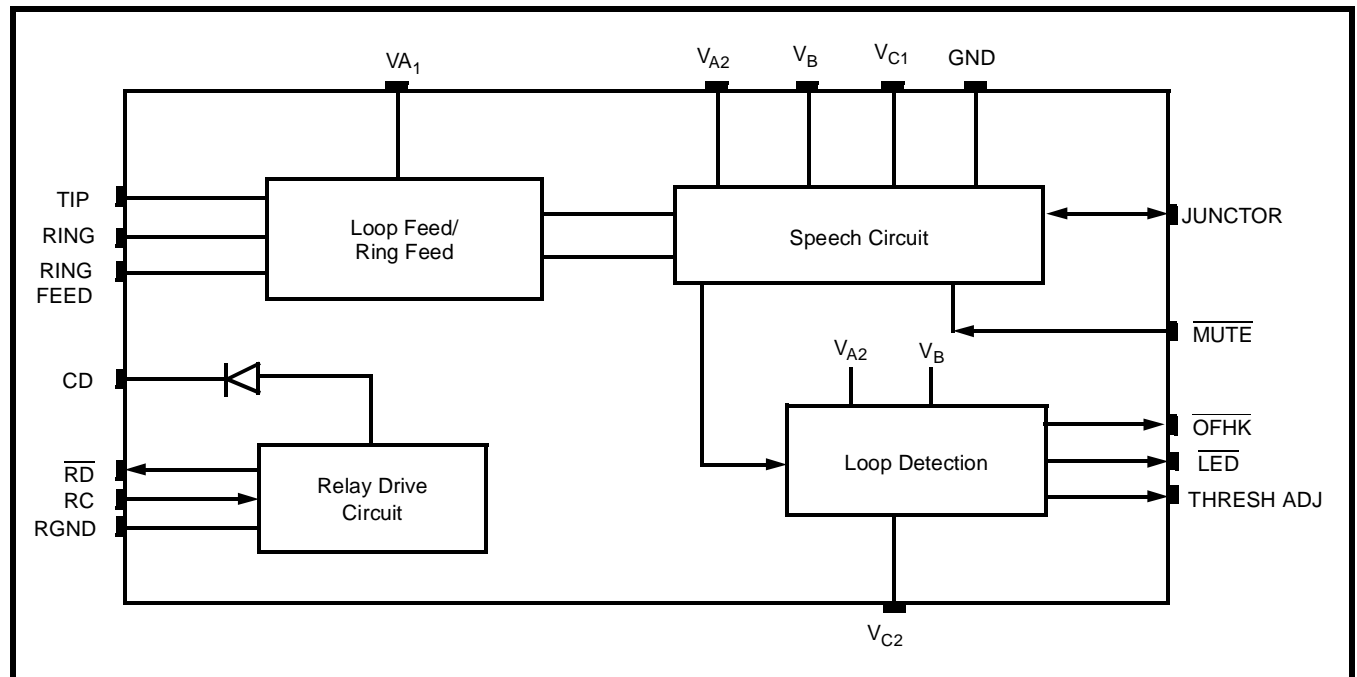 VA1
VA2
VB
VC1
GND
TIP
RING
RING
FEED
Loop Feed/
Ring Feed
Speech Circuit
JUNCTOR
MUTE
CD
VA2
VB
RD
RC
RGND
Relay Drive
Circuit
Loop Detection
OFHK
LED
THRESH ADJ
VC2